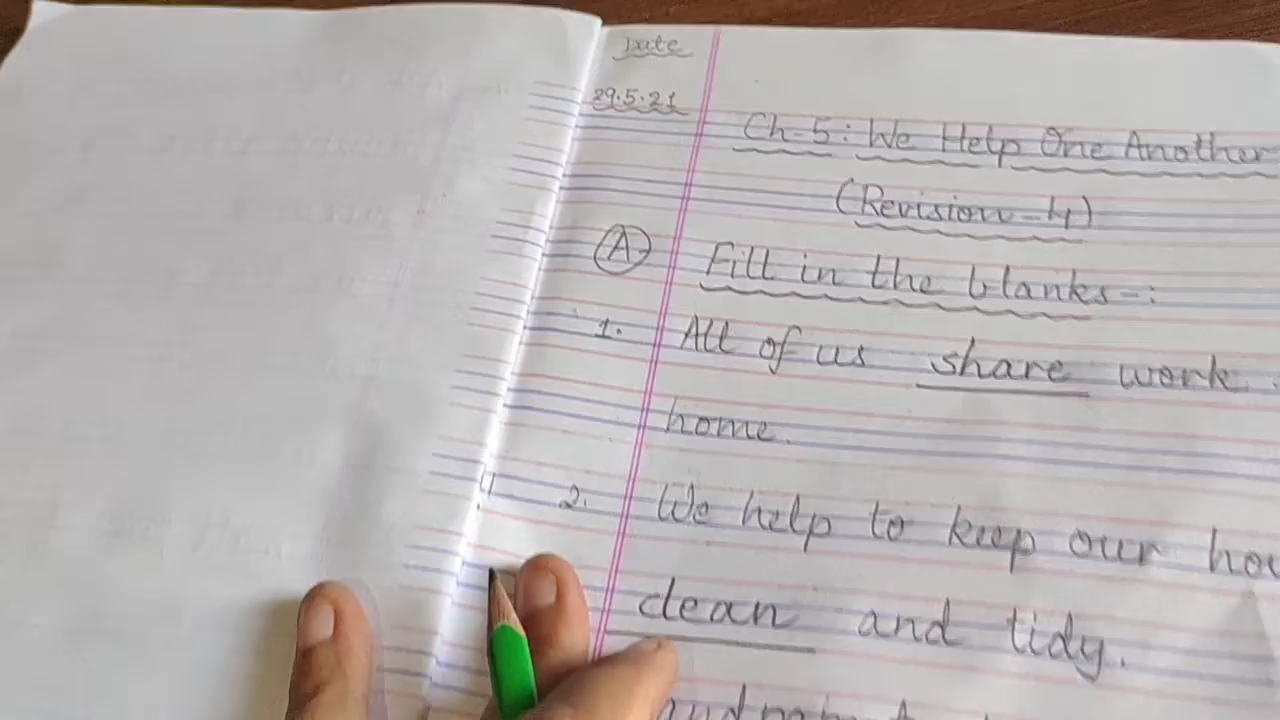 Date
29.5.21
Ch-5: We Help One Another
(Revision-4)
A Fill in the blanks-:
1. All of us share work
home.
2. We help to keep our
clean and tidy.